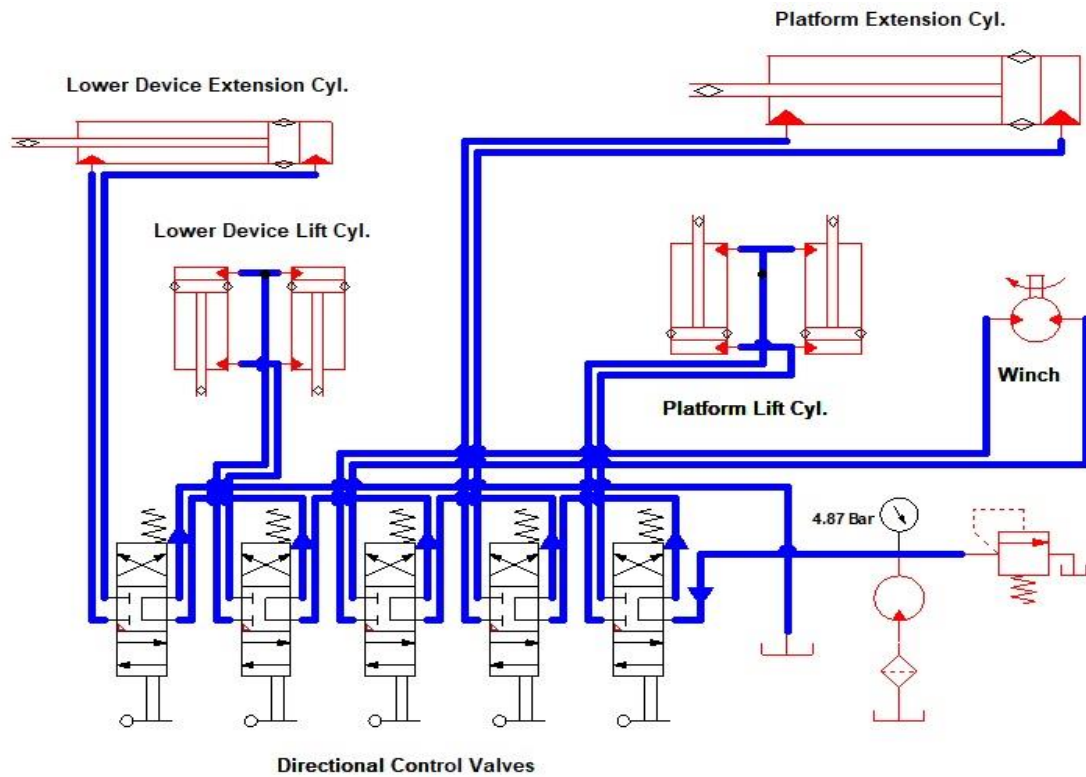 Platform Extension Cyl.
Lower Device Extension Cyl.
Lower Device Lift Cyl.
Winch
Platform Lift Cyl.
4.87 Bar
Directional Control Valves